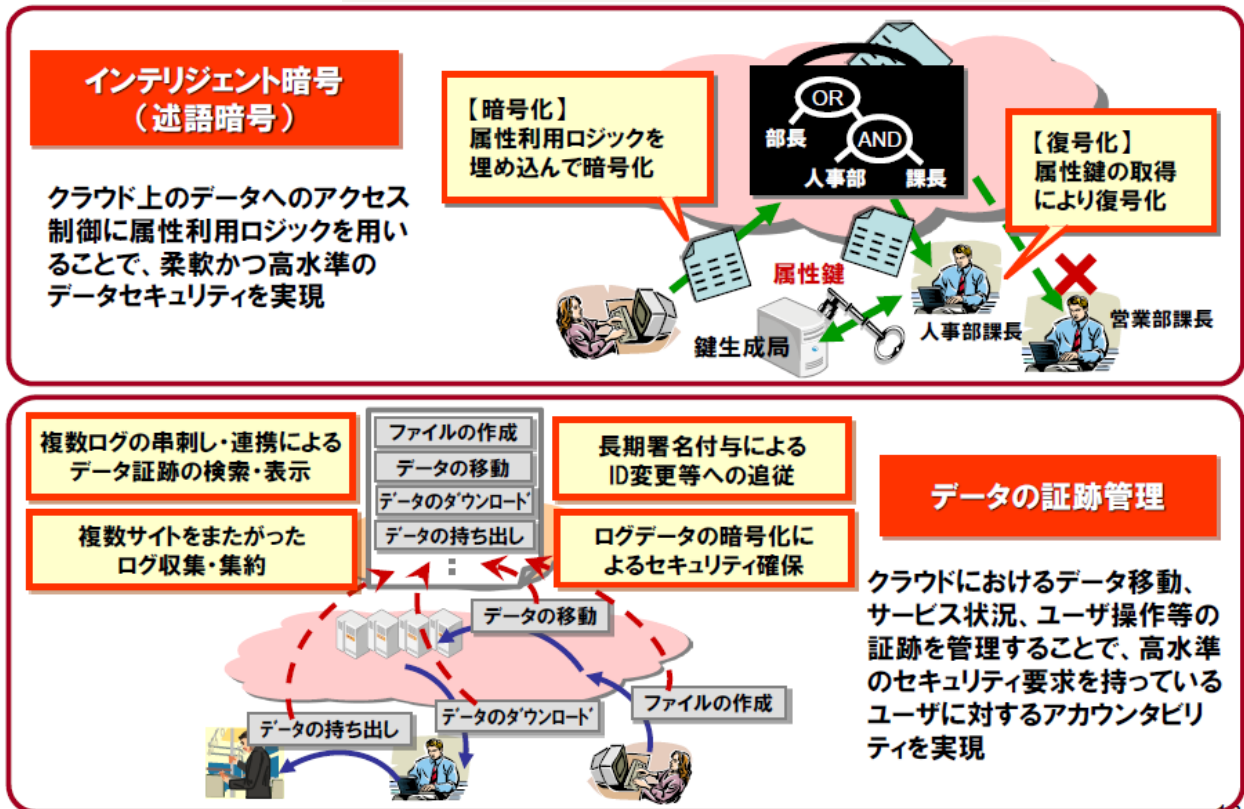 インテリジェント暗号
(述語暗号)
クラウド上のデータへのアクセス
制御に属性利用ロジックを用い
ることで、柔軟かつ高水準の
データセキュリティを実現
【暗号化】
属性利用ロジックを
埋め込んで暗号化
OR
部長
AND
人事部
課長
【復号化】
属性鍵の取得
により復号化
属性鍵
鍵生成局
人事部課長
営業部課長
複数ログの串刺し・連携による
データ証跡の検索・表示
複数サイトをまたがった
ログ収集・集約
ファイルの作成
データの移動
データのダウンロード
データの持ち出し
:
長期署名付与による
ID変更等への追従
ログデータの暗号化に
よるセキュリティ確保
データの移動
ファイルの作成
データのダウンロード
データの持ち出し
データの証跡管理
クラウドにおけるデータ移動、
サービス状況、ユーザ操作等の
証跡を管理することで、高水準
のセキュリティ要求を持っている
ユーザに対するアカウンタビリ
ティを実現